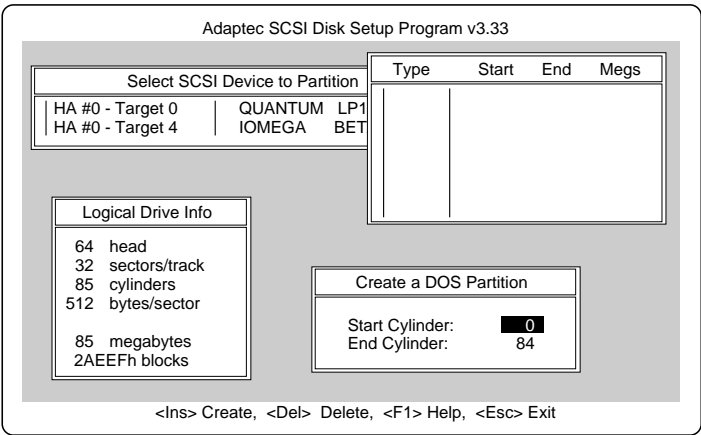 Adaptec SCSI Disk Setup Program v3.33
Select SCSI Device to Partition
HA #0 - Target 0 QUANTUM LP1
HA #0 - Target 4 IOMEGA BET
Type Start End Megs
Logical Drive Info
64 head
32 sectors/track
85 cylinders
512 bytes/sector
85 megabytes
2AEEFh blocks
Create a DOS Partition
Start Cylinder: 0
End Cylinder: 84
<Ins> Create, <Del> Delete, <F1> Help, <Esc> Exit